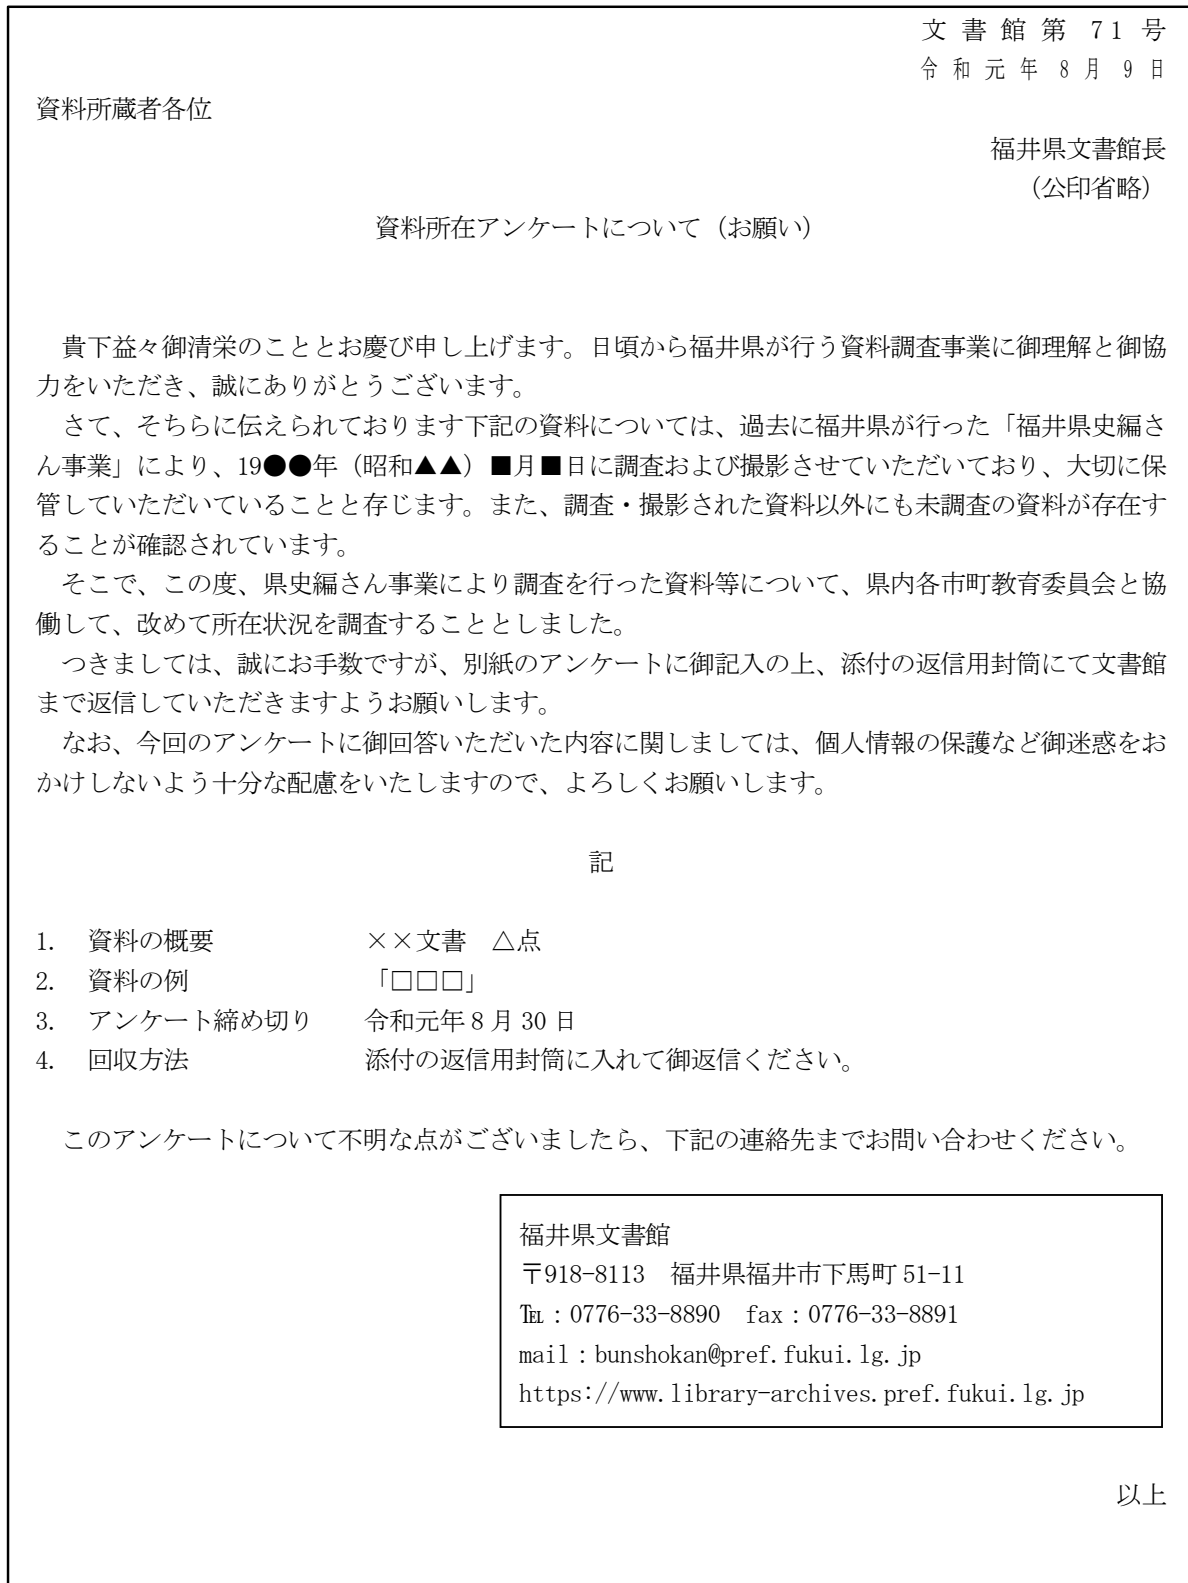 文書館第 71 号
令和元年 8 月 9 日
資料所蔵者各位
福井県文書館長
（公印省略）
資料所在アンケートについて（お願い）
　貴下益々御清栄のこととお慶び申し上げます。日頃から福井県が行う資料調査事業に御理解と御協
力をいただき、誠にありがとうございます。
　さて、そちらに伝えられております下記の資料については、過去に福井県が行った「福井県史編さ
ん事業」により、19●●年（昭和▲▲）■月■日に調査および撮影させていただいており、大切に保
管していただいていることと存じます。また、調査・撮影された資料以外にも未調査の資料が存在す
ることが確認されています。
　そこで、この度、県史編さん事業により調査を行った資料等について、県内各市町教育委員会と協
働して、改めて所在状況を調査することとしました。
　つきましては、誠にお手数ですが、別紙のアンケートに御記入の上、添付の返信用封筒にて文書館
まで返信していただきますようお願いします。
　なお、今回のアンケートに御回答いただいた内容に関しましては、個人情報の保護など御迷惑をお
かけしないよう十分な配慮をいたしますので、よろしくお願いします。
記
1.　資料の概要　　　　　　××文書　△点
2.　資料の例　　　　　　　「□□□」
3.　アンケート締め切り　　令和元年 8 月 30 日
4.　回収方法　　　　　　　添付の返信用封筒に入れて御返信ください。
　このアンケートについて不明な点がございましたら、下記の連絡先までお問い合わせください。
福井県文書館
〒918-8113　福井県福井市下馬町 51-11
℡：0776-33-8890　fax：0776-33-8891
mail：bunshokan@pref.fukui.lg.jp
https://www.library-archives.pref.fukui.lg.jp
以上